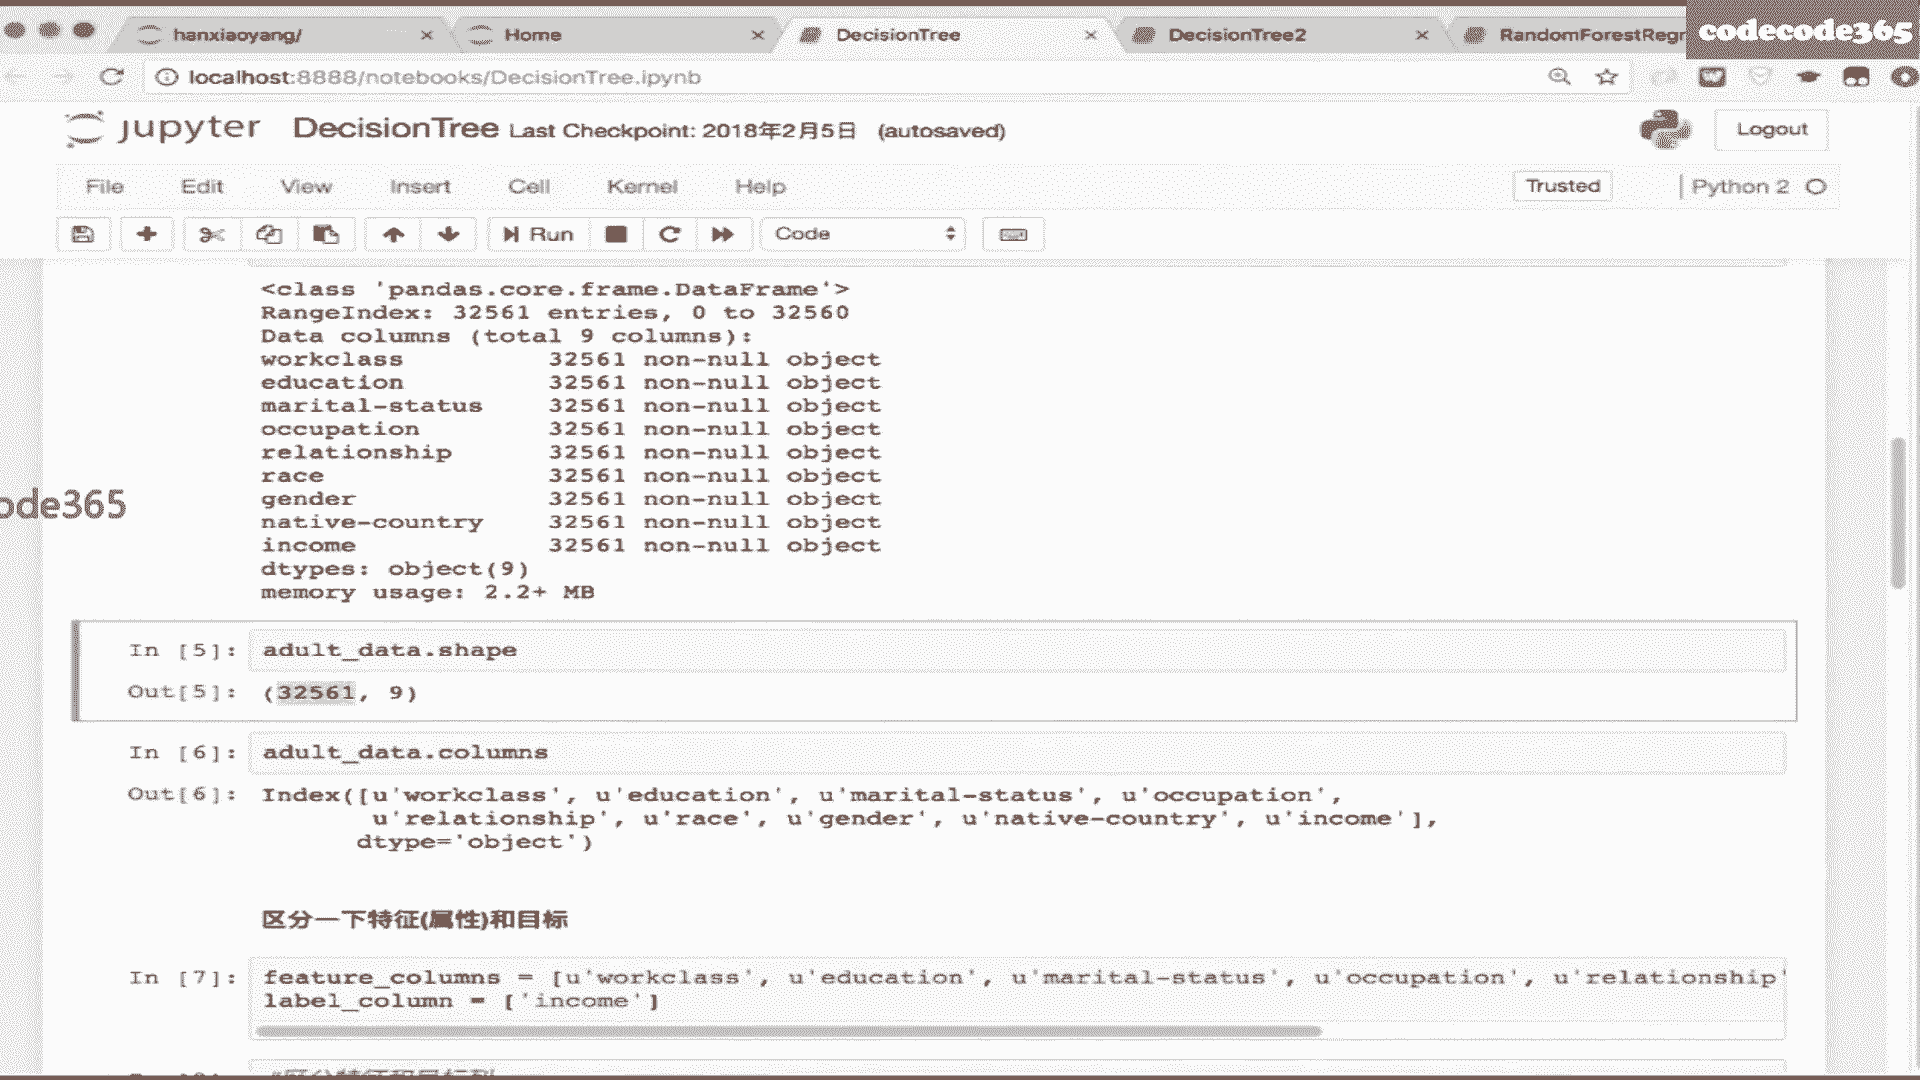 hanxiaoyang/
Home
DecisionTree
DecisionTree2
RandomForestRegr
codecode365
localhost:8888/notebooks/DecisionTree.ipynb
jupyter DecisionTree Last Checkpoint: 2018年2月5日 (autosaved)
Logout
File Edit View Insert Cell Kernel Help
Trusted
Python 2
Run
Code
<class 'pandas.core.frame.DataFrame'>
RangeIndex: 32561 entries, 0 to 32560
Data columns (total 9 columns):
workclass 32561 non-null object
education 32561 non-null object
marital-status 32561 non-null object
occupation 32561 non-null object
relationship 32561 non-null object
race 32561 non-null object
gender 32561 non-null object
native-country 32561 non-null object
income 32561 non-null object
dtypes: object(9)
memory usage: 2.2+ MB
ode365
In [5]: adult_data.shape
Out[5]: (32561, 9)
In [6]: adult_data.columns
Out[6]: Index([u'workclass', u'education', u'marital-status', u'occupation',
u'relationship', u'race', u'gender', u'native-country', u'income'],
dtype='object')
区分一下特征(属性)和目标
In [7]: feature_columns = [u'workclass', u'education', u'marital-status', u'occupation', u'relationship'
label_column = ['income']